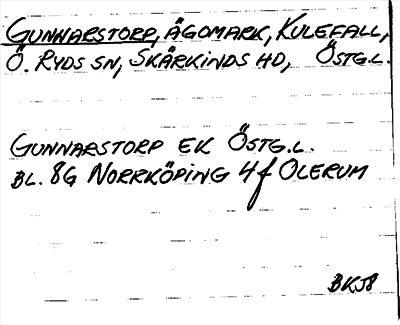 GUNNARSTORP, ÄGOMARK, KULEFALL,
Ö. RYDS SN, SKÄRKINDS HD, ÖSTG.L.
GUNNARSTORP EK ÖSTG.L.
BL. 8G NORRKÖPING 4f OLERUM
BKJ8